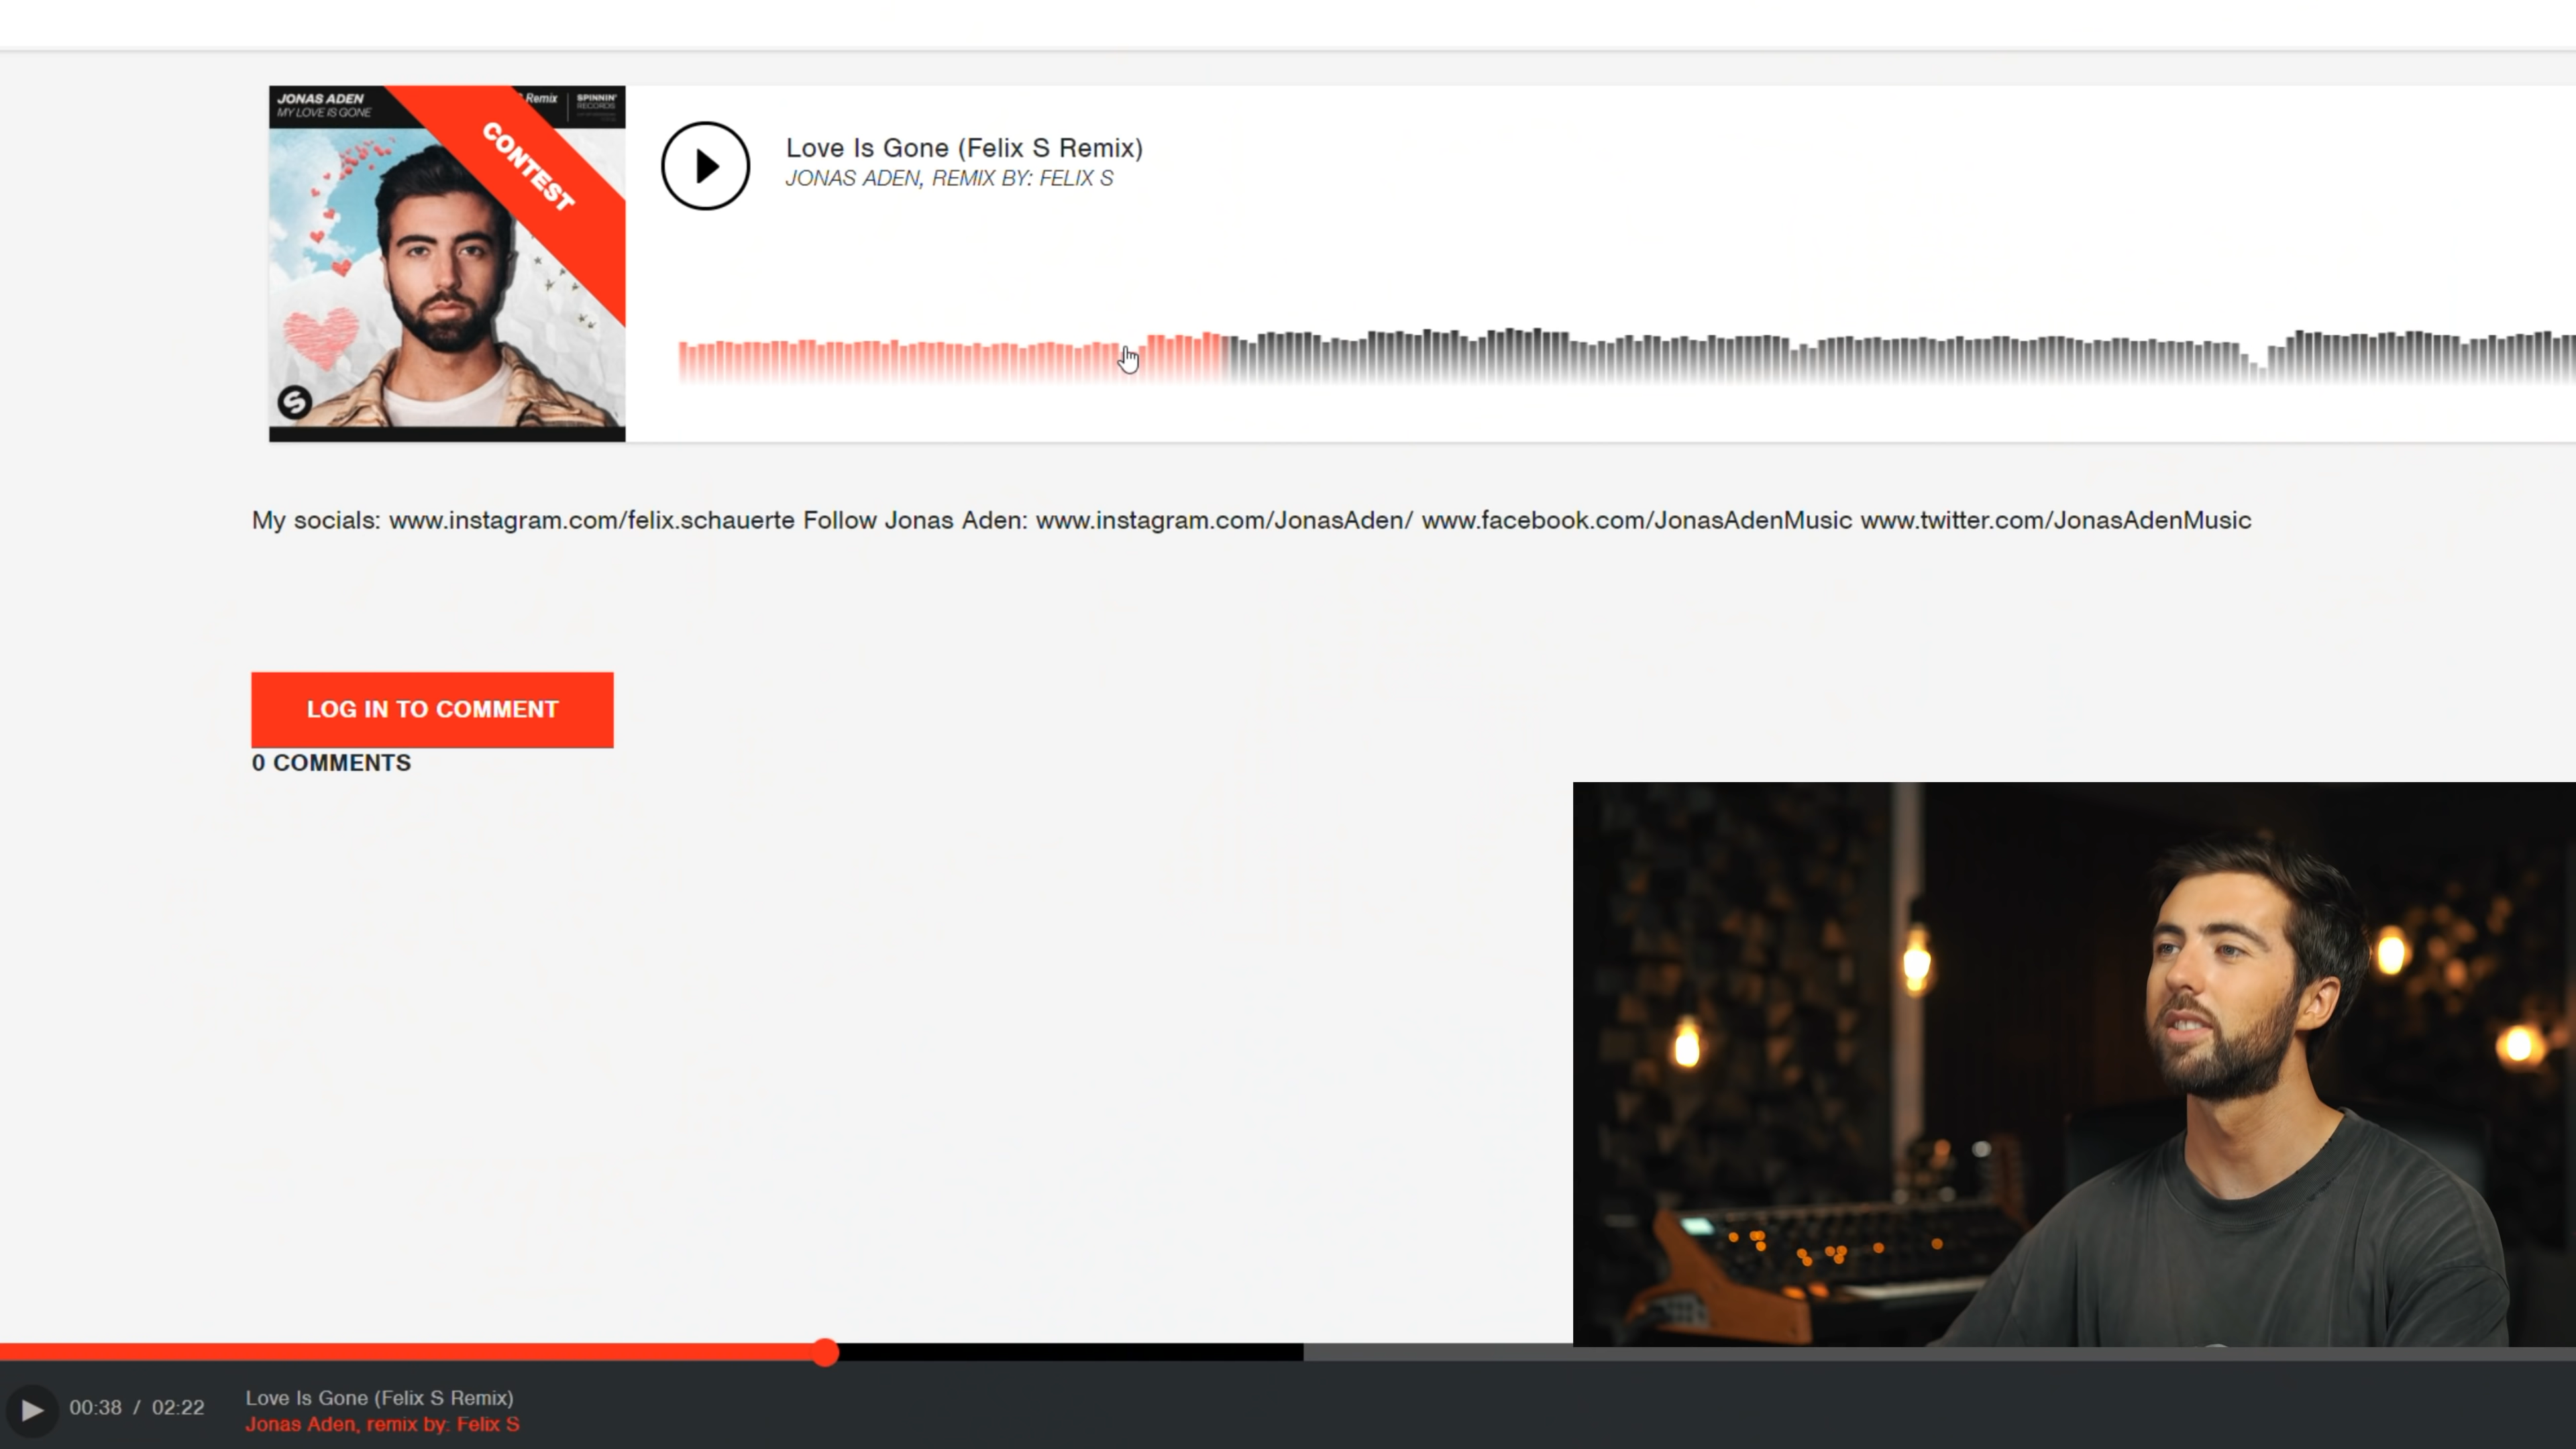 JONAS ADEN
MY LOVE IS GONE
Remix
SPINNIN'
RECORDS
CONTEST
Love Is Gone (Felix S Remix)
JONAS ADEN, REMIX BY: FELIX S
My socials: www.instagram.com/felix.schauerte Follow Jonas Aden: www.instagram.com/JonasAden/ www.facebook.com/JonasAdenMusic www.twitter.com/JonasAdenMusic
LOG IN TO COMMENT
0 COMMENTS
00:38 / 02:22
Love Is Gone (Felix S Remix)
Jonas Aden, remix by: Felix S